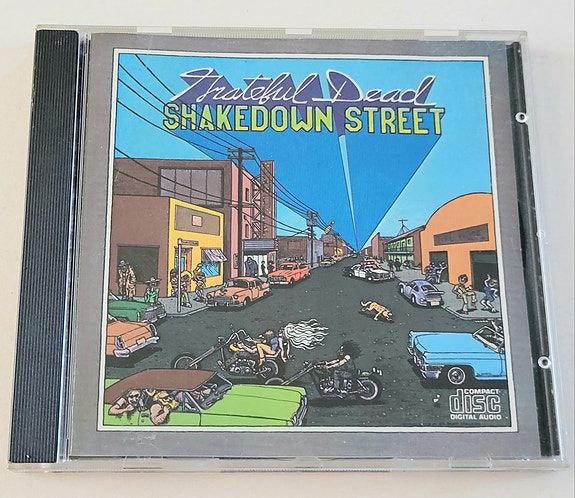 Grateful Dead
SHAKEDOWN STREET
COMPACT
disc
DIGITAL AUDIO